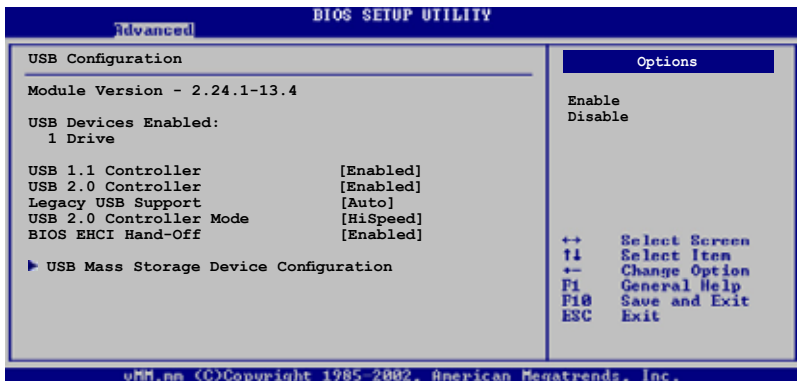 BIOS SETUP UTILITY
Advanced
USB Configuration
Module Version - 2.24.1-13.4
USB Devices Enabled:
1 Drive
USB 1.1 Controller [Enabled]
USB 2.0 Controller [Enabled]
Legacy USB Support [Auto]
USB 2.0 Controller Mode [HiSpeed]
BIOS EHCI Hand-Off [Enabled]
USB Mass Storage Device Configuration
Options
Enable
Disable
↔ Select Screen
↑↓ Select Item
+- Change Option
F1 General Help
F10 Save and Exit
ESC Exit
vMM.mm (C)Copyright 1985-2002, American Megatrends, Inc.